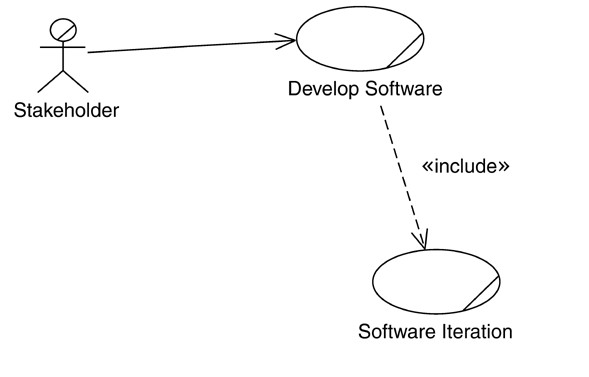 Stakeholder
Develop Software
«include»
Software Iteration